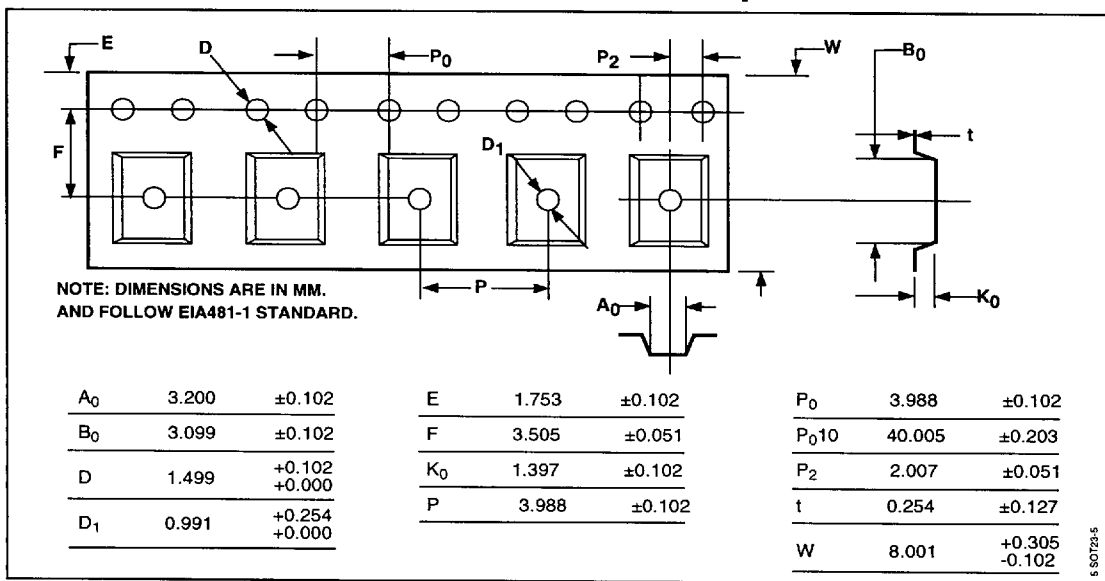 E
D
P0
P2
W
B0
F
D1
t
NOTE: DIMENSIONS ARE IN MM.
AND FOLLOW EIA481-1 STANDARD.
P
A0
K0
A0 3.200 ±0.102
B0 3.099 ±0.102
D 1.499 +0.102 +0.000
D1 0.991 +0.254 +0.000
E 1.753 ±0.102
F 3.505 ±0.051
K0 1.397 ±0.102
P 3.988 ±0.102
P0 3.988 ±0.102
P010 40.005 ±0.203
P2 2.007 ±0.051
t 0.254 ±0.127
W 8.001 +0.305 -0.102
5 SOT23-5